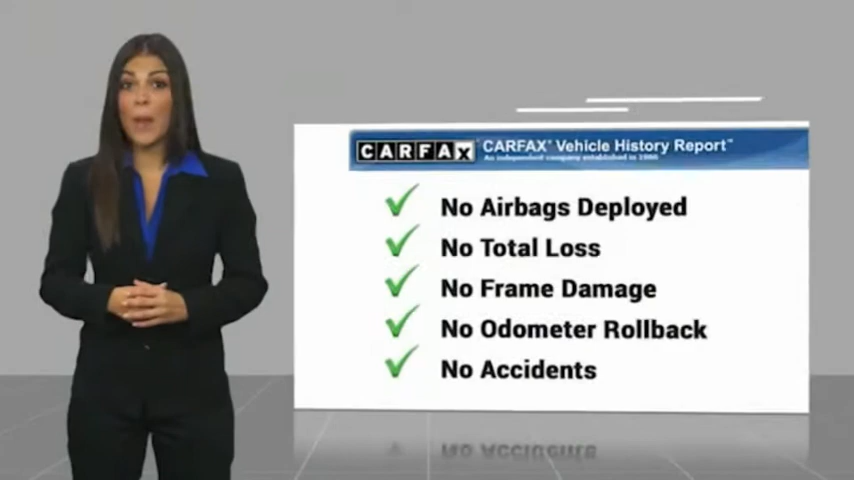 CARFAX CARFAX® Vehicle History Report™
An independent company established in 1986
No Airbags Deployed
No Total Loss
No Frame Damage
No Odometer Rollback
No Accidents